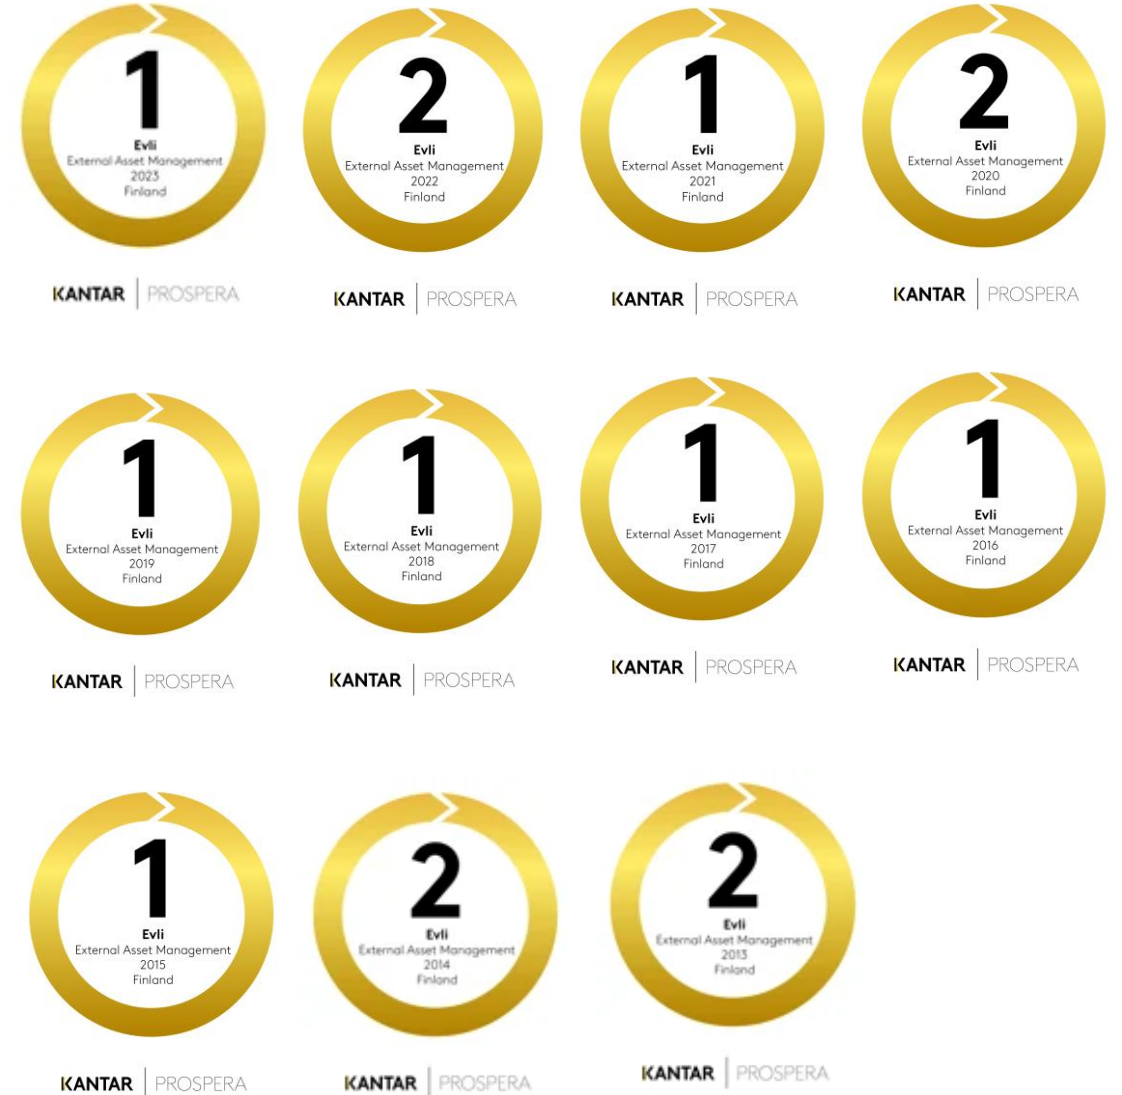 1
Evli
External Asset Management
2023
Finland
KANTAR | PROSPERA
2
Evli
External Asset Management
2022
Finland
KANTAR | PROSPERA
1
Evli
External Asset Management
2021
Finland
KANTAR | PROSPERA
2
Evli
External Asset Management
2020
Finland
KANTAR | PROSPERA
1
Evli
External Asset Management
2019
Finland
KANTAR | PROSPERA
1
Evli
External Asset Management
2018
Finland
KANTAR | PROSPERA
1
Evli
External Asset Management
2017
Finland
KANTAR | PROSPERA
1
Evli
External Asset Management
2016
Finland
KANTAR | PROSPERA
1
Evli
External Asset Management
2015
Finland
KANTAR | PROSPERA
2
Evli
External Asset Management
2014
Finland
KANTAR | PROSPERA
2
Evli
External Asset Management
2013
Finland
KANTAR | PROSPERA